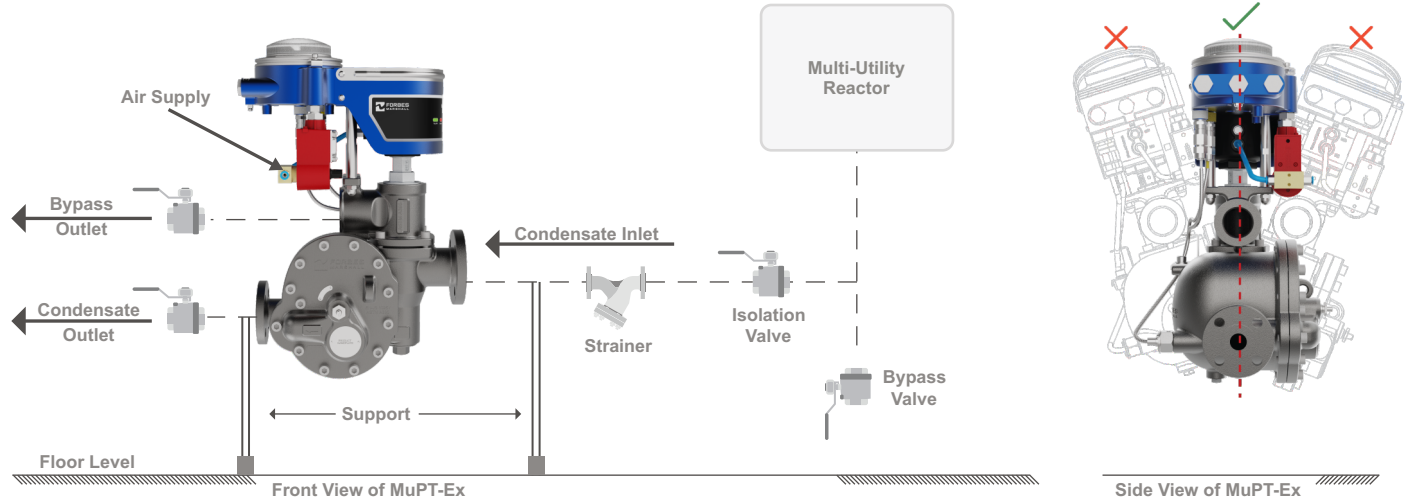 Multi-Utility
Reactor
Air Supply
FORBES
MARSHALL
Bypass
Outlet
Condensate Inlet
Condensate
Outlet
Isolation
Valve
Strainer
Bypass
Valve
Support
Floor Level
Front View of MuPT-Ex
Side View of MuPT-Ex